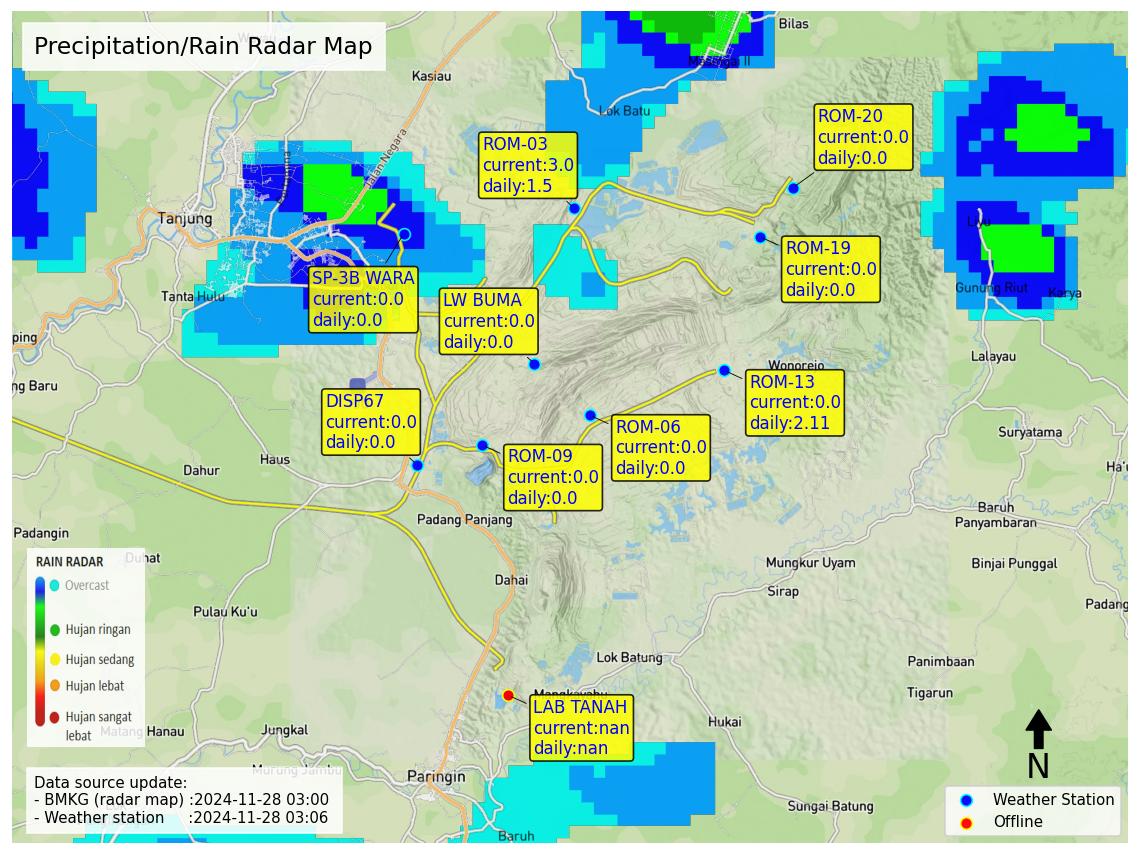 Precipitation/Rain Radar Map
Bilas
Kasiau
Lok Batu
Jalan Negara
ROM-20
current:0.0
daily:0.0
ROM-03
current:3.0
daily:1.5
Tanjung
Liyu
ROM-19
current:0.0
daily:0.0
SP-3B WARA
current:0.0
daily:0.0
Tanta Hulu
LW BUMA
current:0.0
daily:0.0
Gunung Riut
Karya
ping
Lalayau
Wonorejo
ng Baru
ROM-13
current:0.0
daily:2.11
DISP67
current:0.0
daily:0.0
ROM-06
current:0.0
daily:0.0
Suryatama
ROM-09
current:0.0
daily:0.0
Haus
Dahur
Ha'u
Baruh
Panyambaran
Padang Panjang
Padangin
Duhat
Mungkur Uyam
Binjai Punggal
RAIN RADAR
Overcast
Hujan ringan
Hujan sedang
Hujan lebat
Hujan sangat
lebat
Dahai
Sirap
Padang
Pulau Ku'u
Lok Batung
Panimbaan
Tigarun
Mangkayahu
LAB TANAH
current:nan
daily:nan
Hukai
Matang Hanau
Jungkal
Murung Jambu
Paringin
N
Data source update:
- BMKG (radar map) :2024-11-28 03:00
- Weather station :2024-11-28 03:06
Sungai Batung
Weather Station
Offline
Baruh